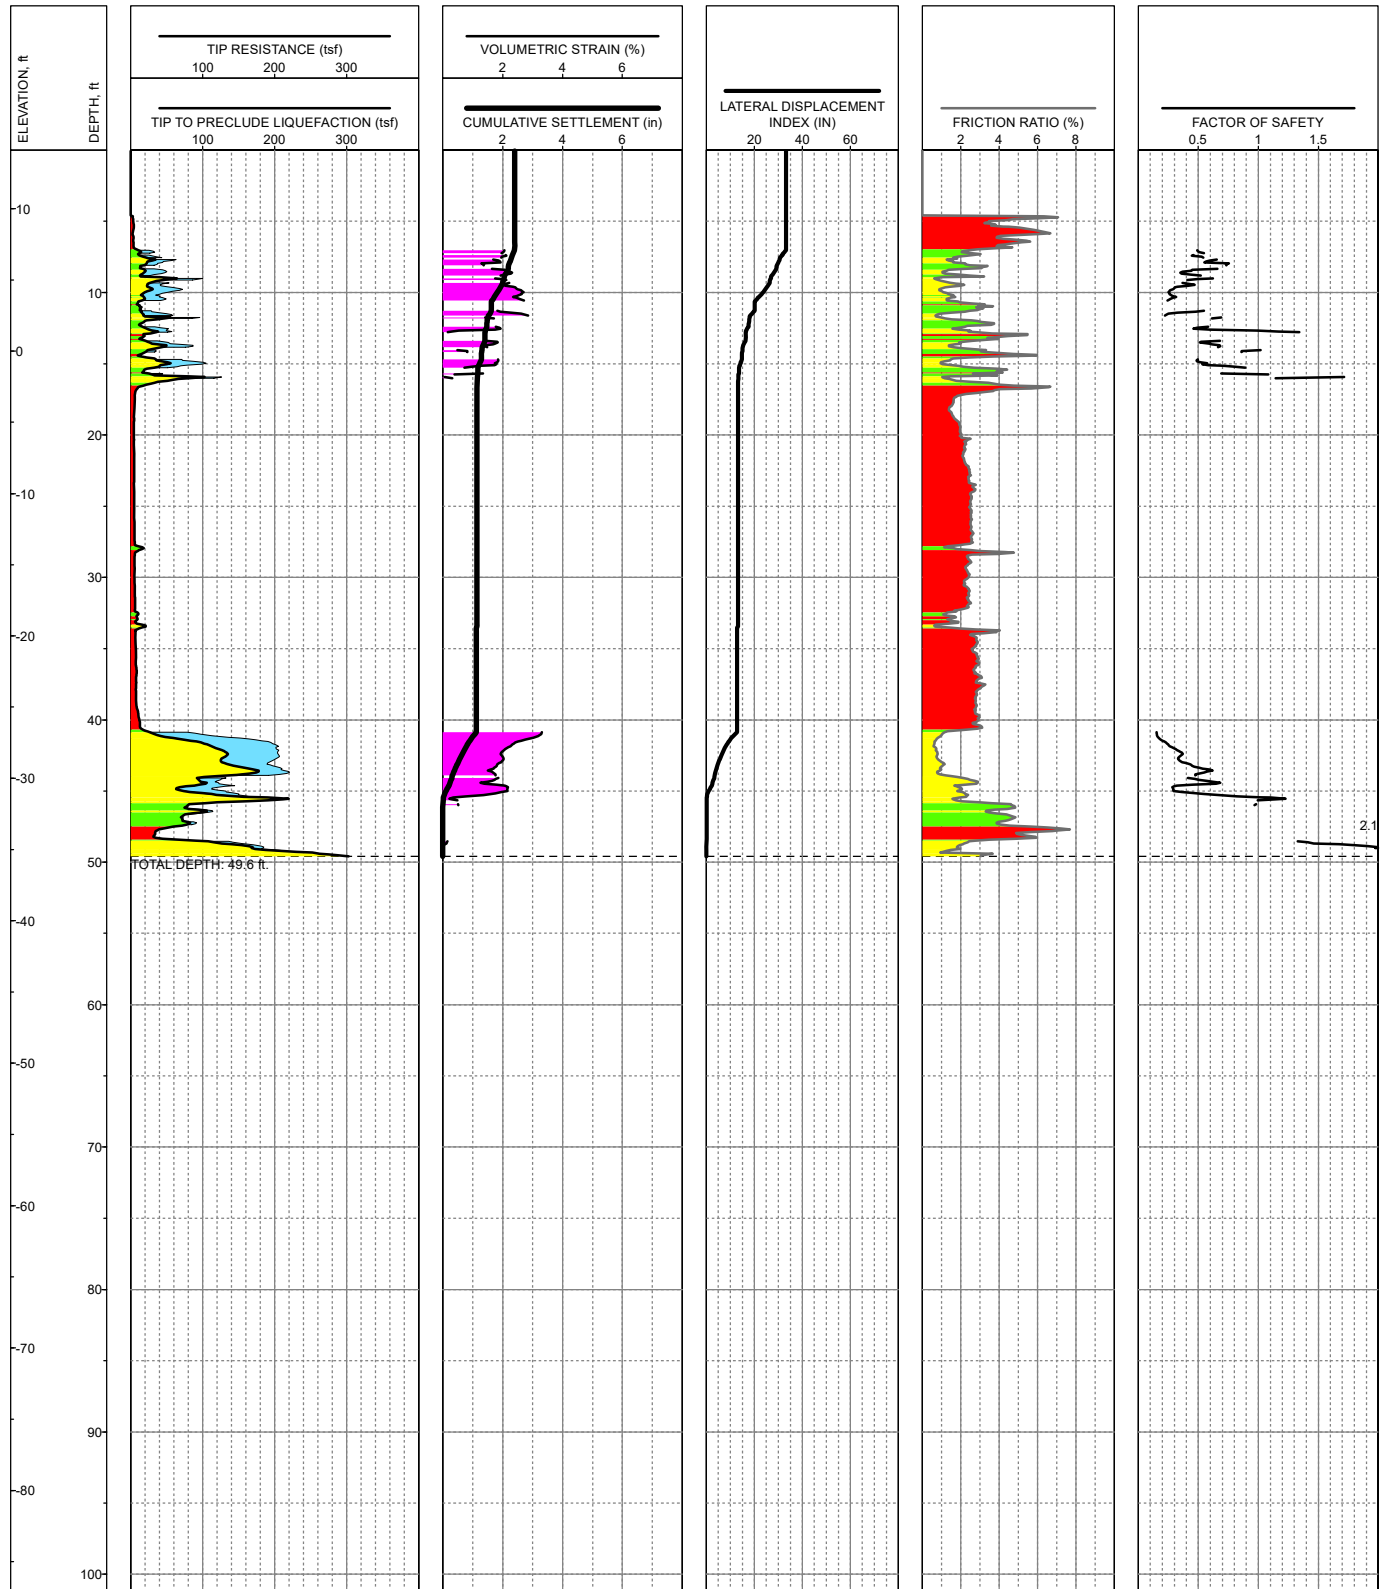 ELEVATION, ft
DEPTH, ft
TIP RESISTANCE (tsf)
100 200 300
TIP TO PRECLUDE LIQUEFACTION (tsf)
100 200 300
VOLUMETRIC STRAIN (%)
2 4 6
CUMULATIVE SETTLEMENT (in)
2 4 6
LATERAL DISPLACEMENT
INDEX (IN)
20 40 60
FRICTION RATIO (%)
2 4 6 8
FACTOR OF SAFETY
0.5 1 1.5
10
0
-10
-20
-30
-40
-50
-60
-70
-80
10
20
30
40
50
60
70
80
90
100
2.1
TOTAL DEPTH: 49.6 ft.